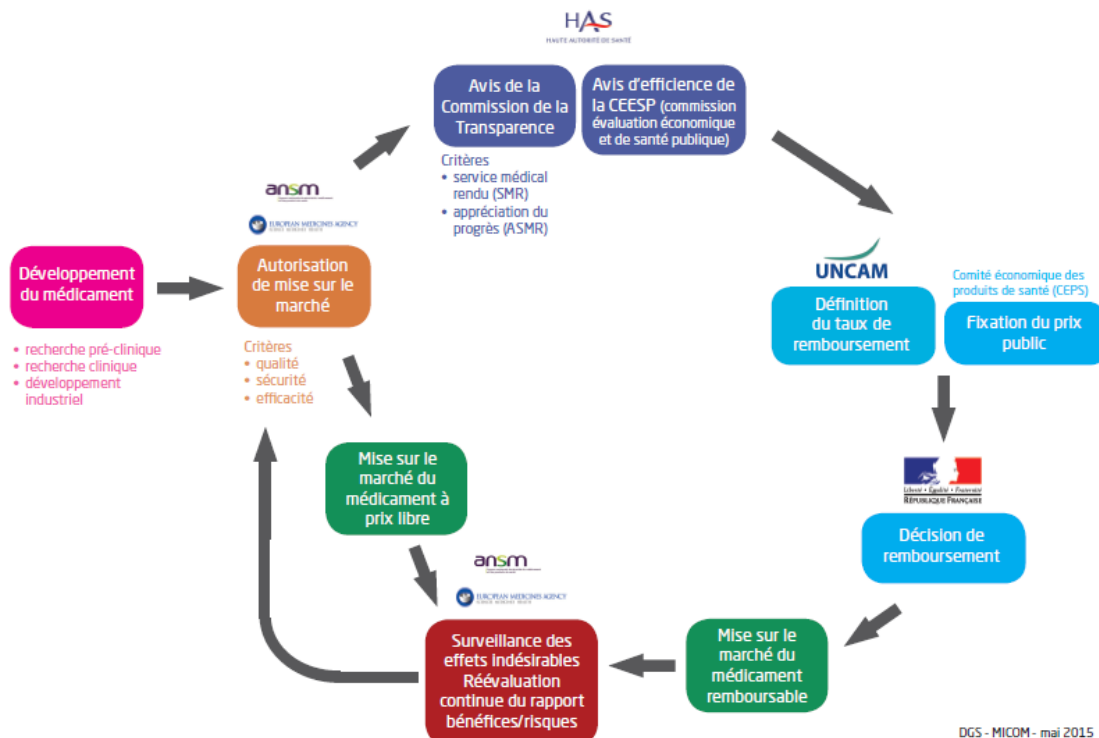 HAS
HAUTE AUTORITÉ DE SANTÉ
Avis de la
Commission de la
Transparence
Avis d'efficience de
la CEESP (commission
évaluation économique
et de santé publique)
Critères
• service médical
rendu (SMR)
• appréciation du
progrès (ASMR)
ansm
EUROPEAN MEDICINES AGENCY
SCIENCE MEDICINES HEALTH
Développement
du médicament
• recherche pré-clinique
• recherche clinique
• développement
industriel
Autorisation
de mise sur le
marché
Critères
• qualité
• sécurité
• efficacité
UNCAM
Définition
du taux de
remboursement
Comité économique des
produits de santé (CEPS)
Fixation du prix
public
Liberté • Égalité • Fraternité
RÉPUBLIQUE FRANÇAISE
Décision de
remboursement
Mise sur le
marché du
médicament à
prix libre
ansm
EUROPEAN MEDICINES AGENCY
SCIENCE MEDICINES HEALTH
Surveillance des
effets indésirables
Réévaluation
continue du rapport
bénéfices/risques
Mise sur le
marché du
médicament
remboursable
DGS - MICOM - mai 2015